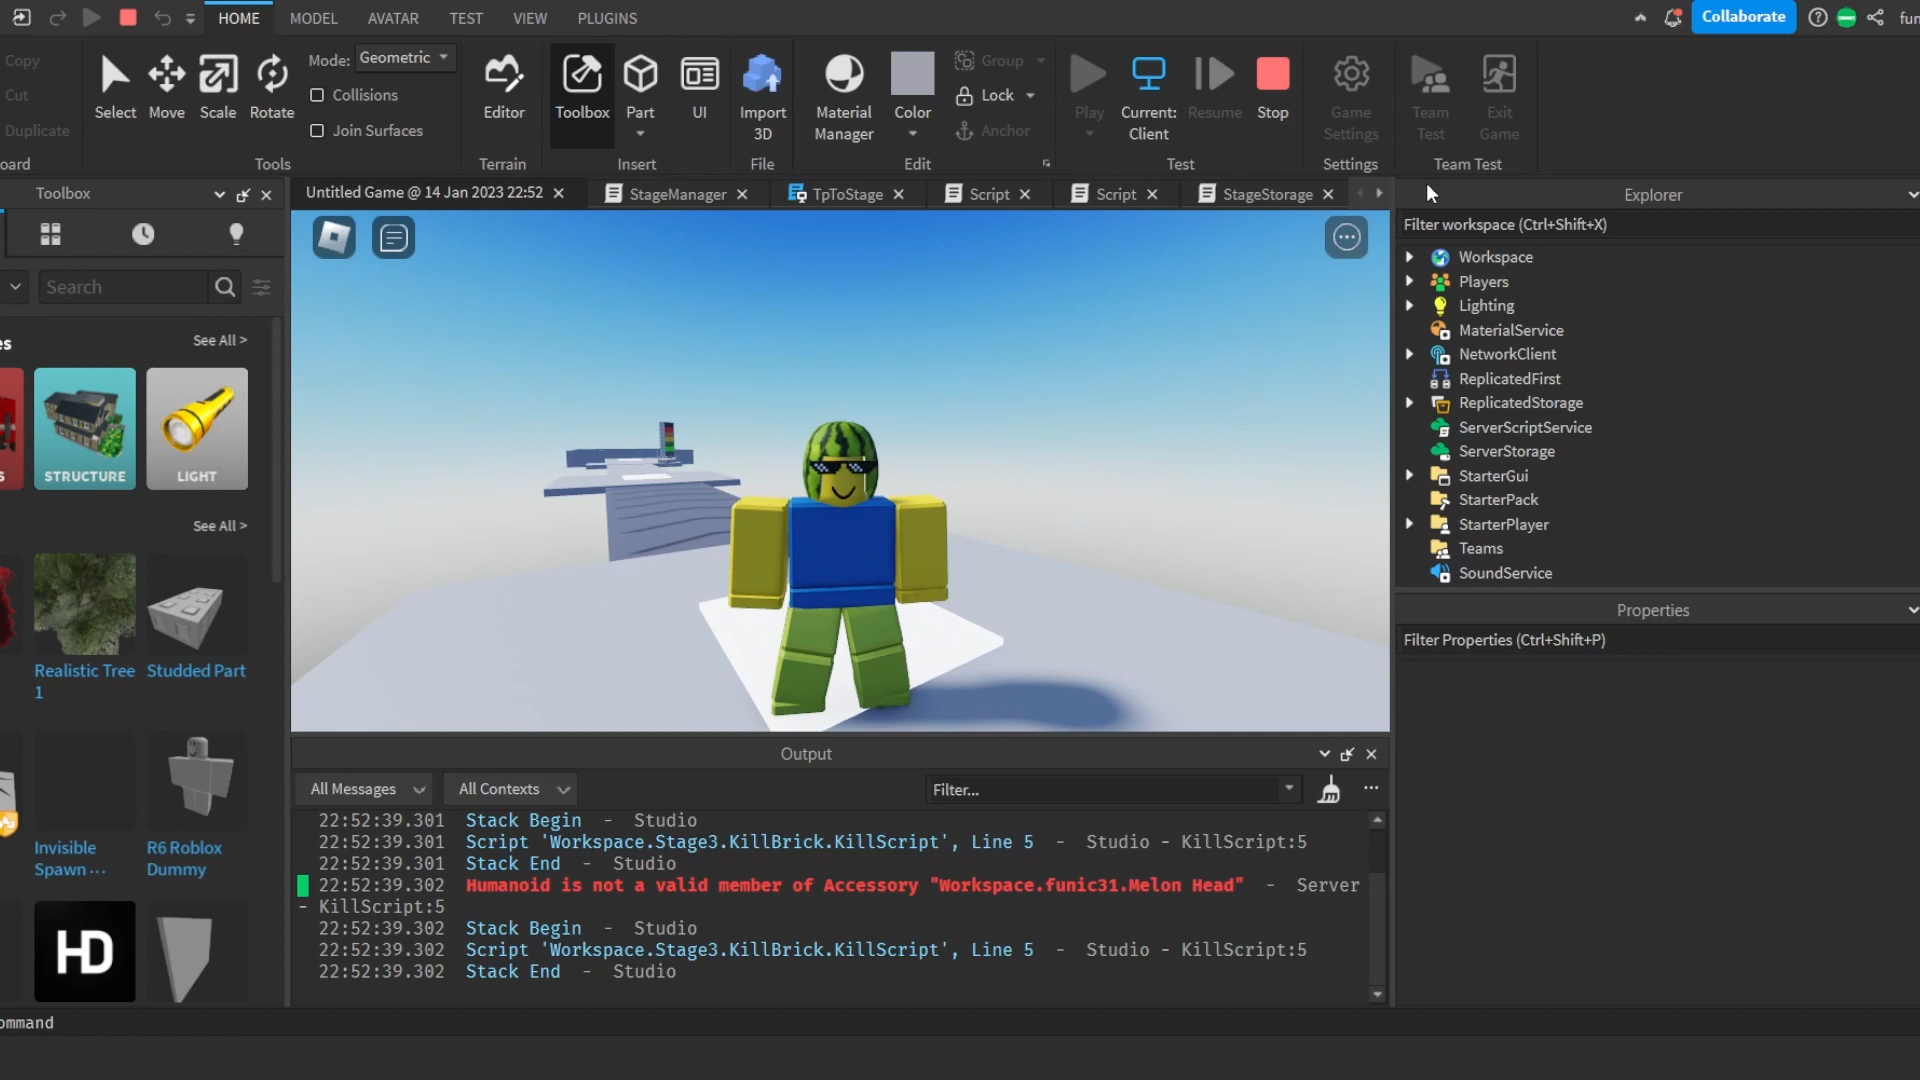 HOME
MODEL
AVATAR
TEST
VIEW
PLUGINS
Collaborate
fun
Copy
Cut
Duplicate
oard
Select
Move
Scale
Rotate
Mode: Geometric
Collisions
Join Surfaces
Tools
Editor
Terrain
Toolbox
Part
UI
Insert
Import 3D
File
Material Manager
Color
Group
Lock
Anchor
Edit
Play
Current: Client
Resume
Stop
Test
Game Settings
Settings
Team Test
Exit Game
Team Test
Toolbox
Untitled Game @ 14 Jan 2023 22:52
StageManager
TpToStage
Script
Script
StageStorage
Explorer
Filter workspace (Ctrl+Shift+X)
Workspace
Players
Lighting
MaterialService
NetworkClient
ReplicatedFirst
ReplicatedStorage
ServerScriptService
ServerStorage
StarterGui
StarterPack
StarterPlayer
Teams
SoundService
Properties
Filter Properties (Ctrl+Shift+P)
Search
es
See All >
S
STRUCTURE
LIGHT
See All >
Realistic Tree 1
Studded Part
Invisible Spawn ...
R6 Roblox Dummy
HD
Output
All Messages
All Contexts
Filter...
22:52:39.301 Stack Begin - Studio
22:52:39.301 Script 'Workspace.Stage3.KillBrick.KillScript', Line 5 - Studio - KillScript:5
22:52:39.301 Stack End - Studio
22:52:39.302 Humanoid is not a valid member of Accessory "Workspace.funic31.Melon Head" - Server
- KillScript:5
22:52:39.302 Stack Begin - Studio
22:52:39.302 Script 'Workspace.Stage3.KillBrick.KillScript', Line 5 - Studio - KillScript:5
22:52:39.302 Stack End - Studio
ommand